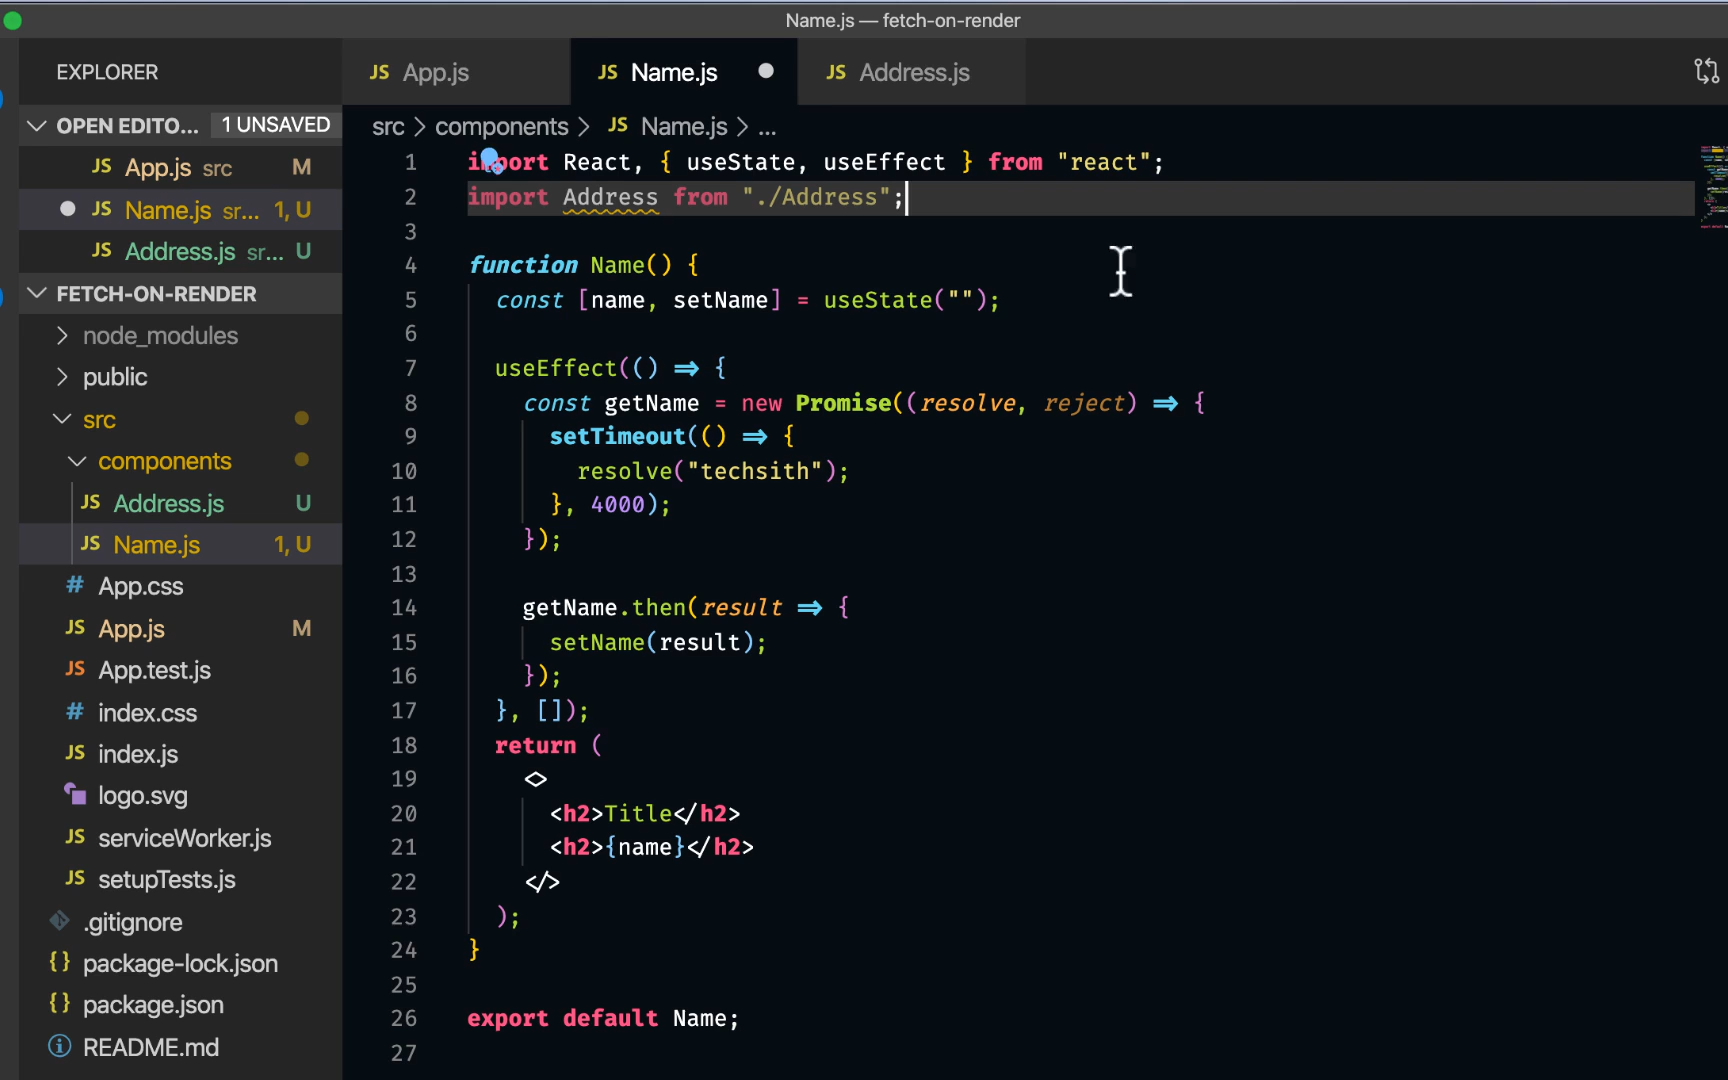 Name.js — fetch-on-render
EXPLORER
JS App.js
JS Name.js
JS Address.js
OPEN EDITO... 1 UNSAVED
JS App.js src M
JS Name.js sr... 1, U
JS Address.js sr... U
FETCH-ON-RENDER
node_modules
public
src
components
JS Address.js U
JS Name.js 1, U
# App.css
JS App.js M
JS App.test.js
# index.css
JS index.js
logo.svg
JS serviceWorker.js
JS setupTests.js
.gitignore
{} package-lock.json
{} package.json
README.md
src > components > JS Name.js > ...
1 import React, { useState, useEffect } from "react";
2 import Address from "./Address";
3
4 function Name() {
5 const [name, setName] = useState("");
6
7 useEffect(() => {
8 const getName = new Promise((resolve, reject) => {
9 setTimeout(() => {
10 resolve("techsith");
11 }, 4000);
12 });
13
14 getName.then(result => {
15 setName(result);
16 });
17 }, []);
18 return (
19 <>
20 <h2>Title</h2>
21 <h2>{name}</h2>
22 </>
23 );
24 }
25
26 export default Name;
27